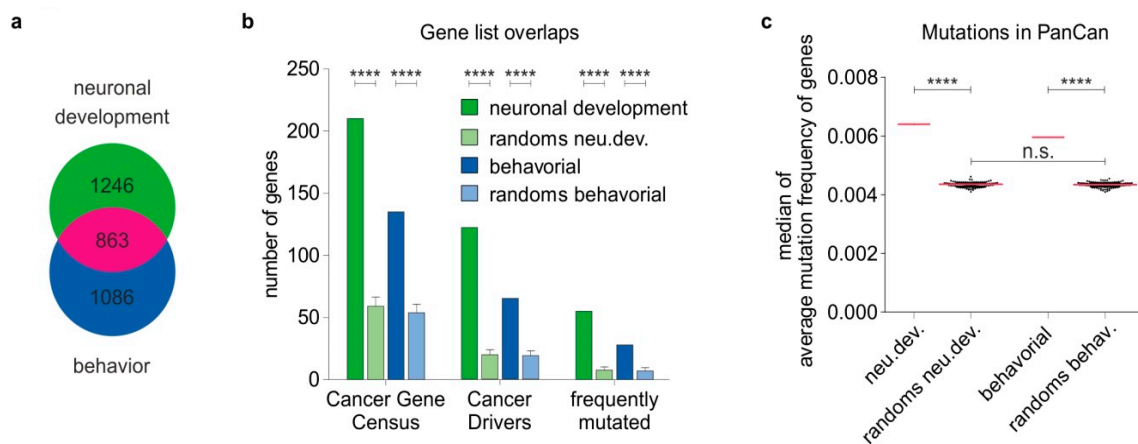 a
neuronal
development
1246
863
1086
behavior
b
Gene list overlaps
number of genes
250
200
150
100
50
0
**** **** **** **** **** ****
neuronal development
randoms neu.dev.
behavorial
randoms behavorial
Cancer Gene
Census
Cancer
Drivers
frequently
mutated
c
Mutations in PanCan
median of
average mutation frequency of genes
0.008
0.006
0.004
0.002
0.000
**** ****
n.s.
neu.dev.
randoms neu.dev.
behavorial
randoms behav.